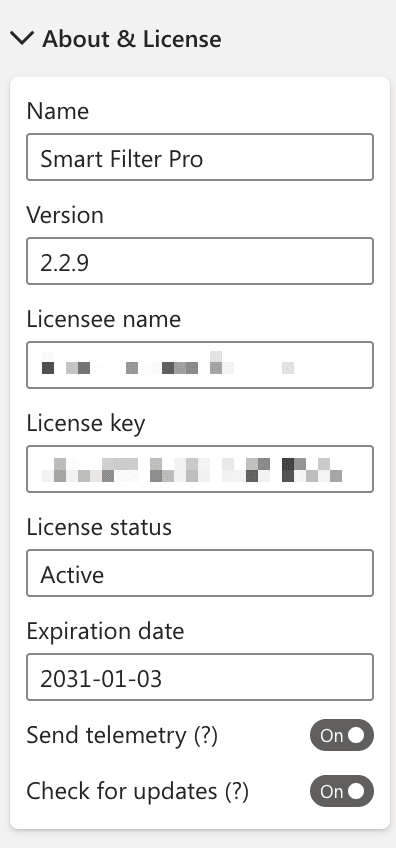 About & License
Name
Smart Filter Pro
Version
2.2.9
Licensee name
License key
License status
Active
Expiration date
2031-01-03
Send telemetry (?) On
Check for updates (?) On